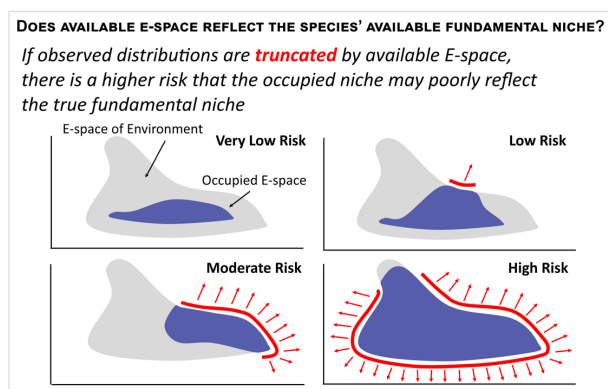 DOES AVAILABLE E-SPACE REFLECT THE SPECIES' AVAILABLE FUNDAMENTAL NICHE?
If observed distributions are truncated by available E-space,
there is a higher risk that the occupied niche may poorly reflect
the true fundamental niche
E-space of Environment
Very Low Risk
Occupied E-space
Low Risk
Moderate Risk
High Risk